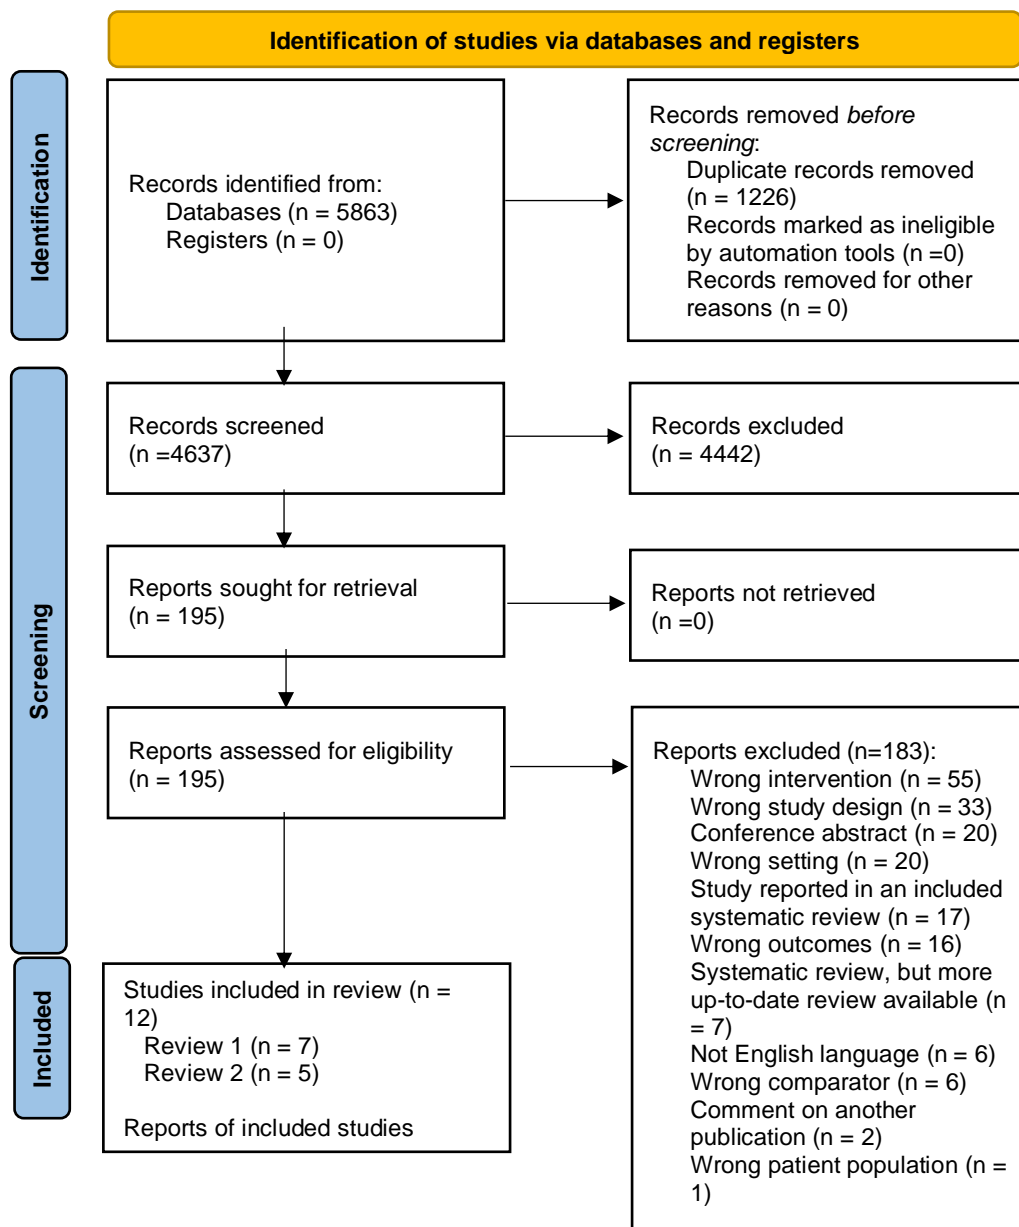 Identification of studies via databases and registers
Identification
Records identified from:
Databases (n = 5863)
Registers (n = 0)
Records removed before
screening:
Duplicate records removed
(n = 1226)
Records marked as ineligible
by automation tools (n =0)
Records removed for other
reasons (n = 0)
Screening
Records screened
(n =4637)
Records excluded
(n = 4442)
Reports sought for retrieval
(n = 195)
Reports not retrieved
(n =0)
Reports assessed for eligibility
(n = 195)
Reports excluded (n=183):
Wrong intervention (n = 55)
Wrong study design (n = 33)
Conference abstract (n = 20)
Wrong setting (n = 20)
Study reported in an included
systematic review (n = 17)
Wrong outcomes (n = 16)
Systematic review, but more
up-to-date review available (n
= 7)
Not English language (n = 6)
Wrong comparator (n = 6)
Comment on another
publication (n = 2)
Wrong patient population (n =
1)
Included
Studies included in review (n =
12)
Review 1 (n = 7)
Review 2 (n = 5)
Reports of included studies